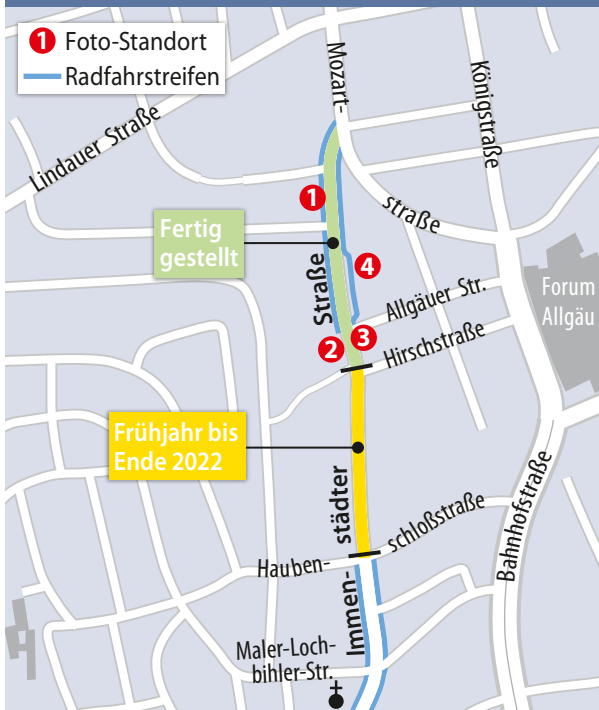 1 Foto-Standort
Radfahrstreifen
Mozart-
straße
Königstraße
Lindauer Straße
1
Fertig
gestellt
4
Forum
Allgäu
Allgäuer Str.
3
2
Hirschstraße
Frühjahr bis
Ende 2022
Immen-
städter
Straße
Hauben-
schloßstraße
Bahnhofstraße
Maler-Loch-
bihler-Str.